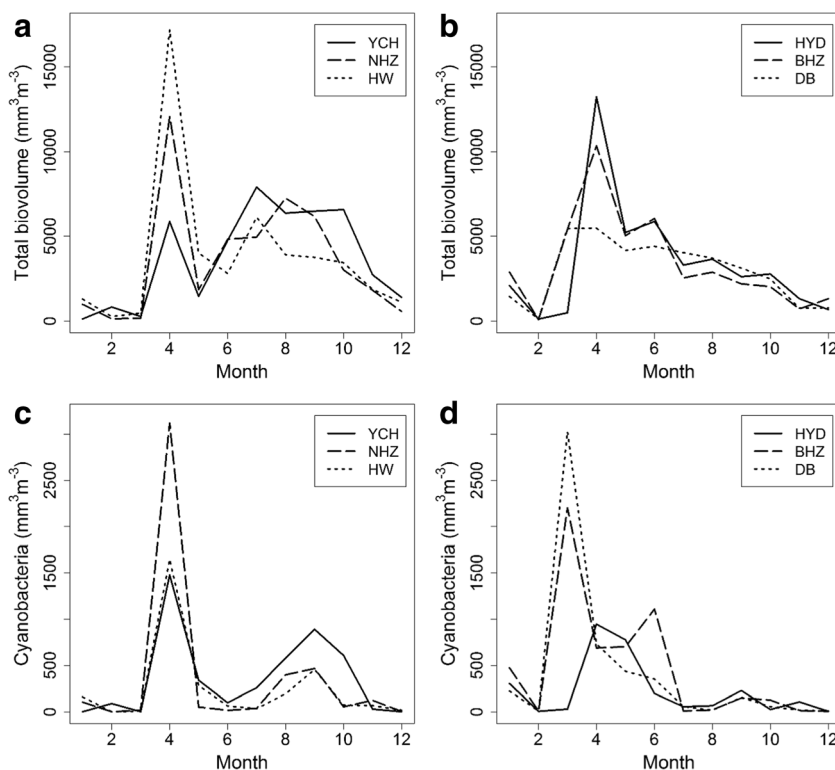 a
YCH
NHZ
HW
Total biovolume (mm³m⁻³)
15000
10000
5000
0
2 4 6 8 10 12
Month
b
HYD
BHZ
DB
Total biovolume (mm³m⁻³)
15000
10000
5000
0
2 4 6 8 10 12
Month
c
YCH
NHZ
HW
Cyanobacteria (mm³m⁻³)
2500
1500
500
0
2 4 6 8 10 12
Month
d
HYD
BHZ
DB
Cyanobacteria (mm³m⁻³)
2500
1500
500
0
2 4 6 8 10 12
Month